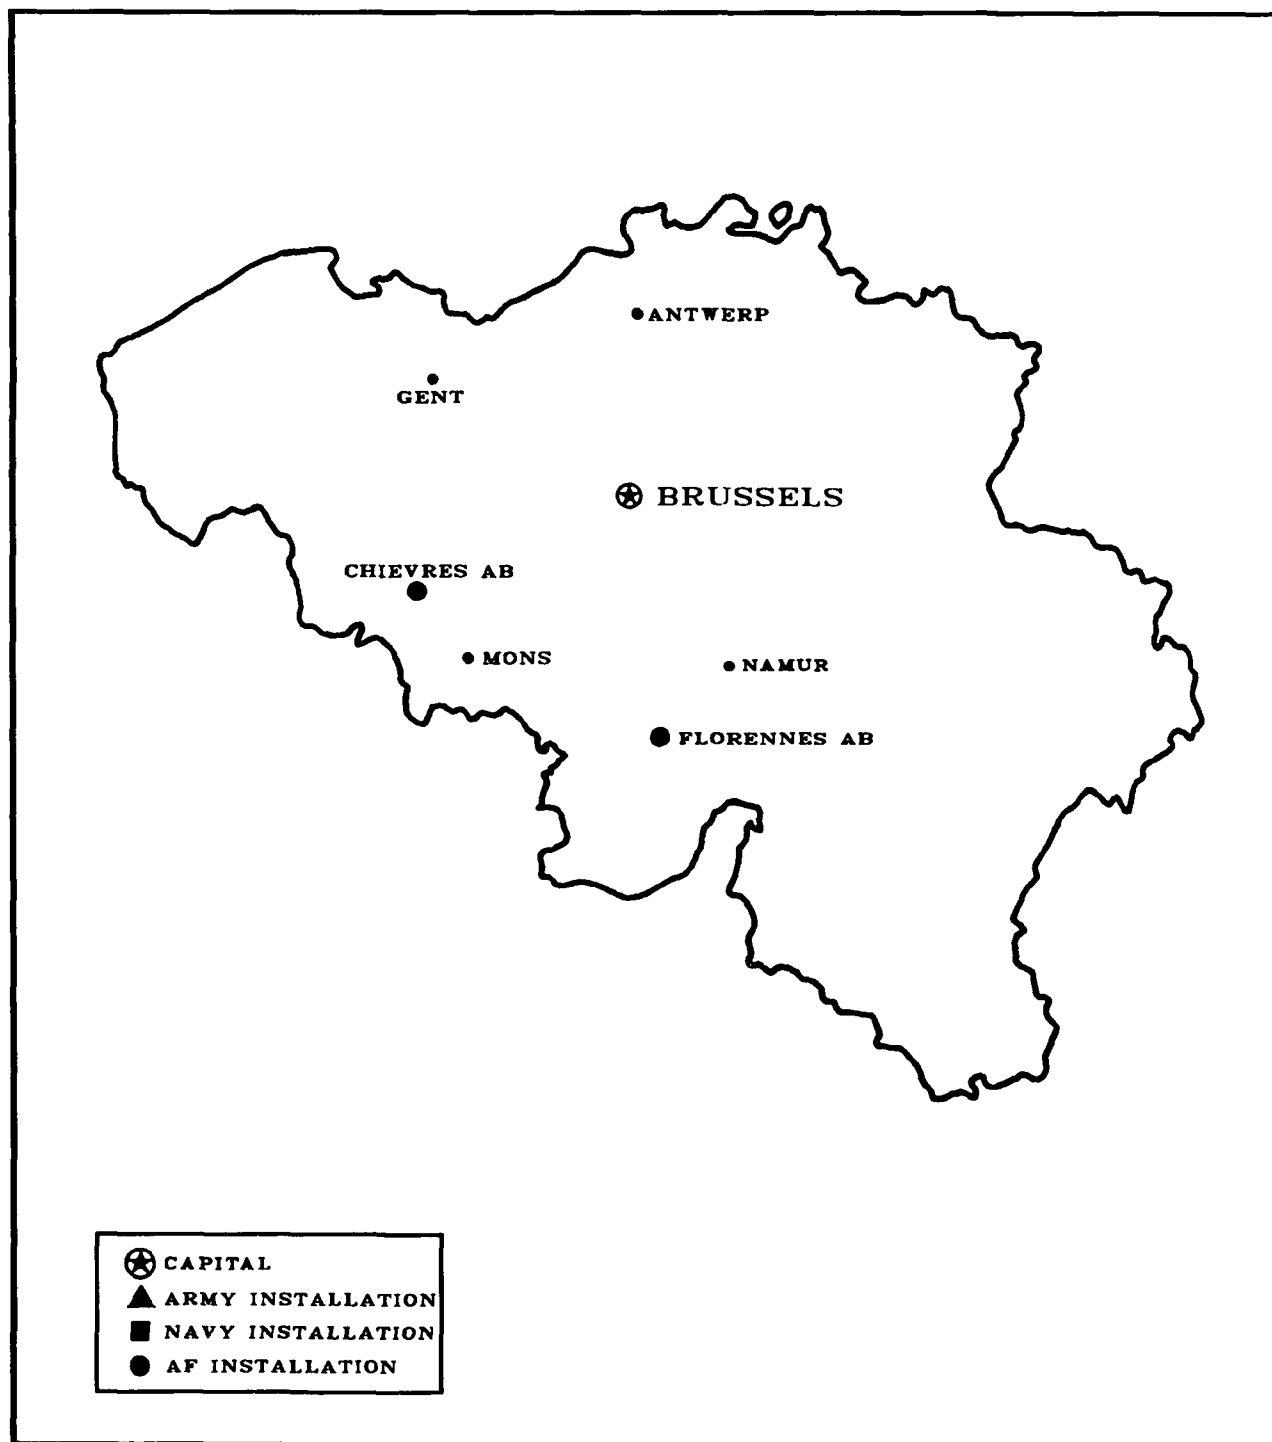 ANTWERP
GENT
BRUSSELS
CHIEVRES AB
MONS
NAMUR
FLORENNES AB
CAPITAL
ARMY INSTALLATION
NAVY INSTALLATION
AF INSTALLATION